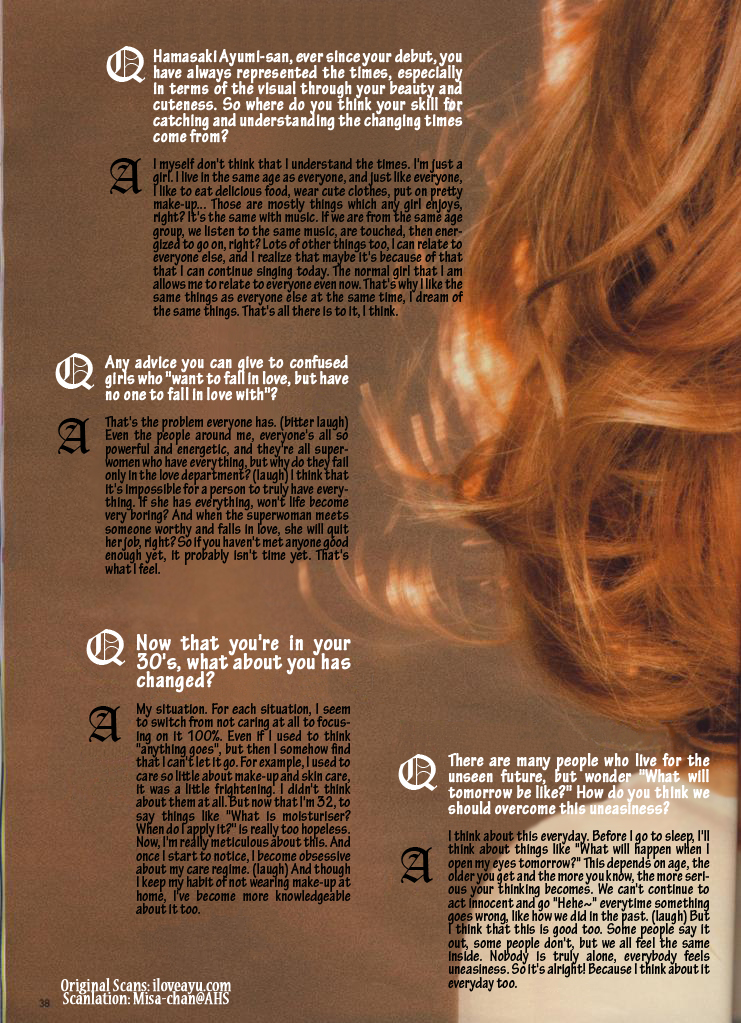 Q Hamasaki Ayumi-san, ever since your debut, you
have always represented the times, especially
in terms of the visual through your beauty and
cuteness. So where do you think your skill for
catching and understanding the changing times
come from?
A I myself don't think that I understand the times. I'm just a
girl. I live in the same age as everyone, and just like everyone,
I like to eat delicious food, wear cute clothes, put on pretty
make-up... Those are mostly things which any girl enjoys,
right? It's the same with music. If we are from the same age
group, we listen to the same music, are touched, then ener-
gized to go on, right? Lots of other things too, I can relate to
everyone else, and I realize that maybe it's because of that
that I can continue singing today. The normal girl that I am
allows me to relate to everyone even now. That's why I like the
same things as everyone else at the same time, I dream of
the same things. That's all there is to it, I think.
Q Any advice you can give to confused
girls who "want to fall in love, but have
no one to fall in love with"?
A That's the problem everyone has. (bitter laugh)
Even the people around me, everyone's all so
powerful and energetic, and they're all super-
women who have everything, but why do they fail
only in the love department? (laugh) I think that
it's impossible for a person to truly have every-
thing. If she has everything, won't life become
very boring? And when the superwoman meets
someone worthy and falls in love, she will quit
her job, right? So if you haven't met anyone good
enough yet, it probably isn't time yet. That's
what I feel.
Q Now that you're in your
30's, what about you has
changed?
A My situation. For each situation, I seem
to switch from not caring at all to focus-
ing on it 100%. Even if I used to think
"anything goes", but then I somehow find
that I can't let it go. For example, I used to
care so little about make-up and skin care,
it was a little frightening. I didn't think
about them at all. But now that I'm 32, to
say things like "What is moisturiser?
When do I apply it?" is really too hopeless.
Now, I'm really meticulous about this. And
once I start to notice, I become obsessive
about my care regime. (laugh) And though
I keep my habit of not wearing make-up at
home, I've become more knowledgeable
about it too.
Q There are many people who live for the
unseen future, but wonder "What will
tomorrow be like?" How do you think we
should overcome this uneasiness?
A I think about this everyday. Before I go to sleep, I'll
think about things like "What will happen when I
open my eyes tomorrow?" This depends on age, the
older you get and the more you know, the more seri-
ous your thinking becomes. We can't continue to
act innocent and go "Hehe~" everytime something
goes wrong, like how we did in the past. (laugh) But
I think that this is good too. Some people say it
out, some people don't, but we all feel the same
inside. Nobody is truly alone, everybody feels
uneasiness. So it's alright! Because I think about it
everyday too.
Original Scans: iloveayu.com
Scanlation: Misa-chan@AHS
38